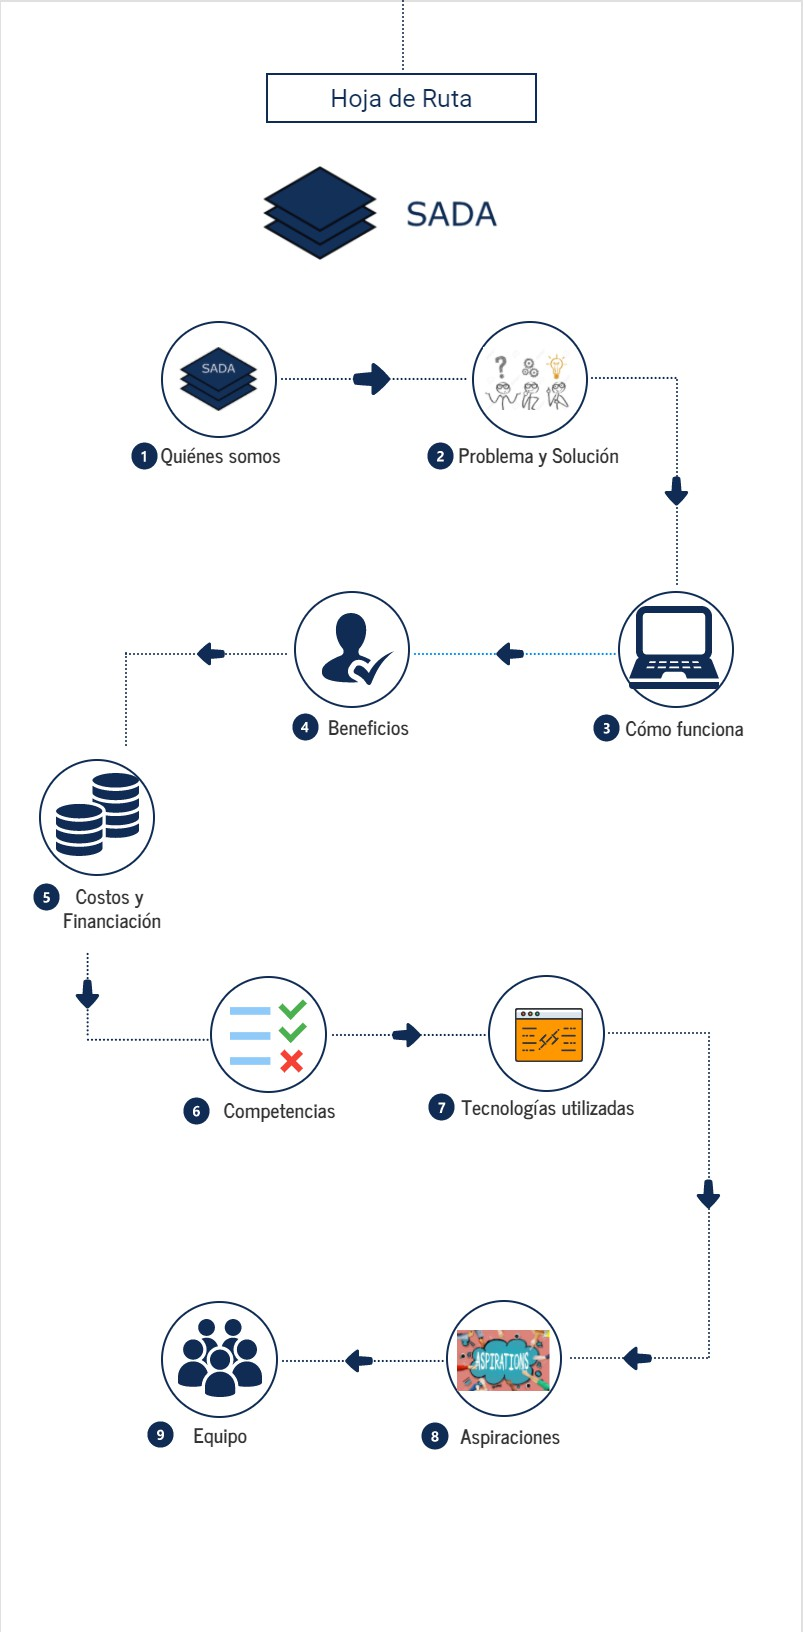 Hoja de Ruta
SADA
SADA
?
1 Quiénes somos
2 Problema y Solución
3 Cómo funciona
4 Beneficios
5 Costos y
Financiación
6 Competencias
7 Tecnologías utilizadas
ASPIRATIONS
8 Aspiraciones
9 Equipo